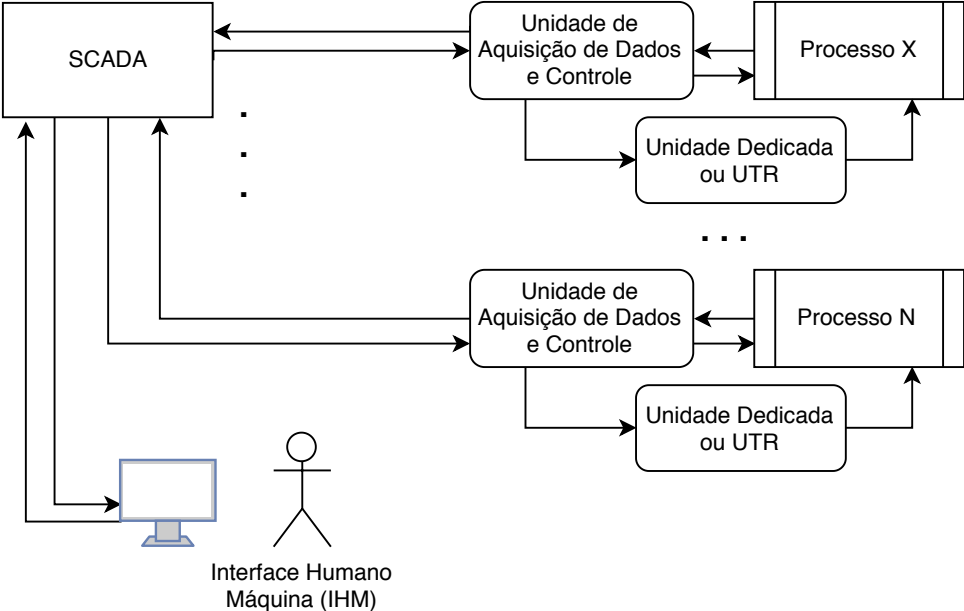 SCADA
Unidade de
Aquisição de Dados
e Controle
Processo X
Unidade Dedicada
ou UTR
. . .
Unidade de
Aquisição de Dados
e Controle
Processo N
Unidade Dedicada
ou UTR
Interface Humano
Máquina (IHM)